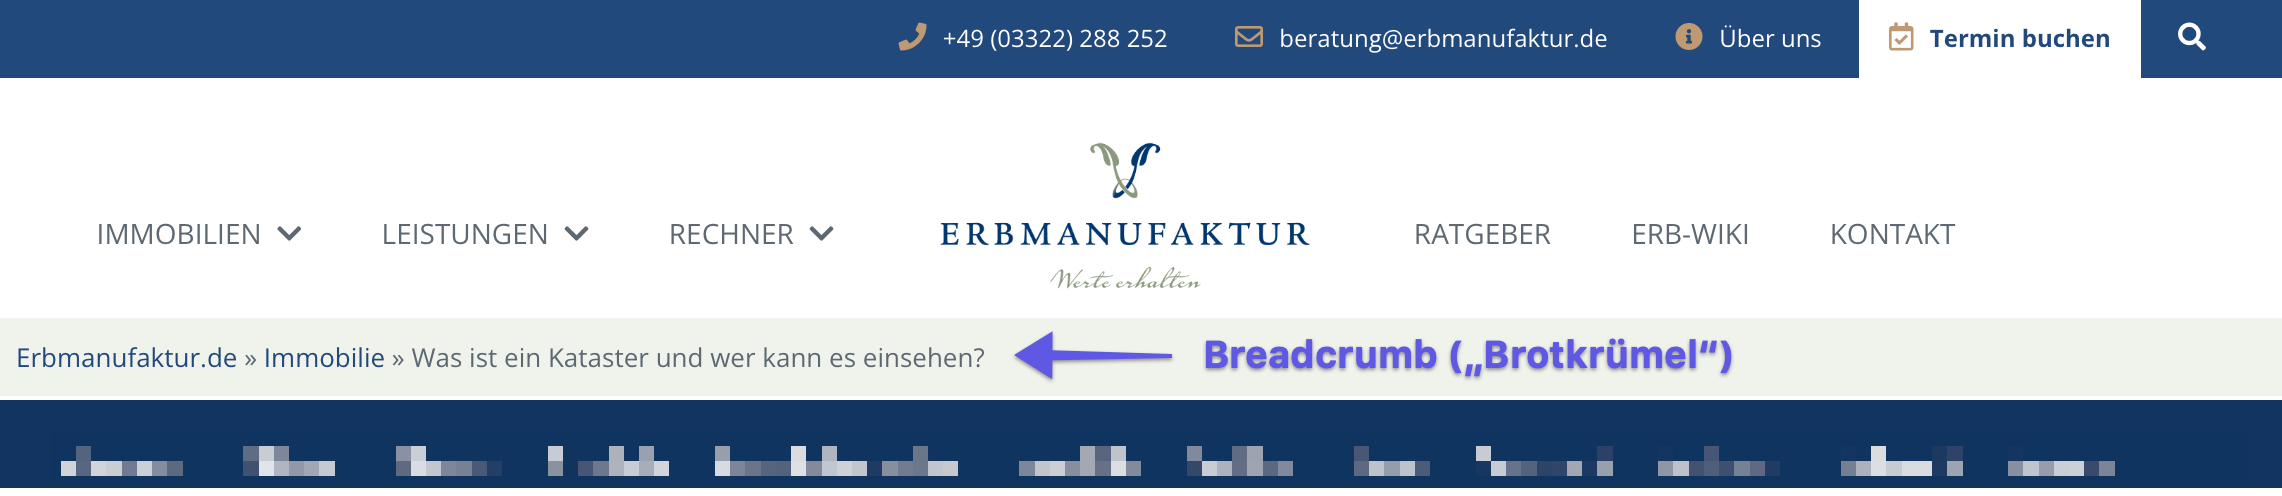 +49 (03322) 288 252 beratung@erbmanufaktur.de Über uns Termin buchen
IMMOBILIEN LEISTUNGEN RECHNER ERBMANUFAKTUR RATGEBER ERB-WIKI KONTAKT
Werte erhalten
Erbmanufaktur.de » Immobilie » Was ist ein Kataster und wer kann es einsehen? Breadcrumb („Brotkrümel“)